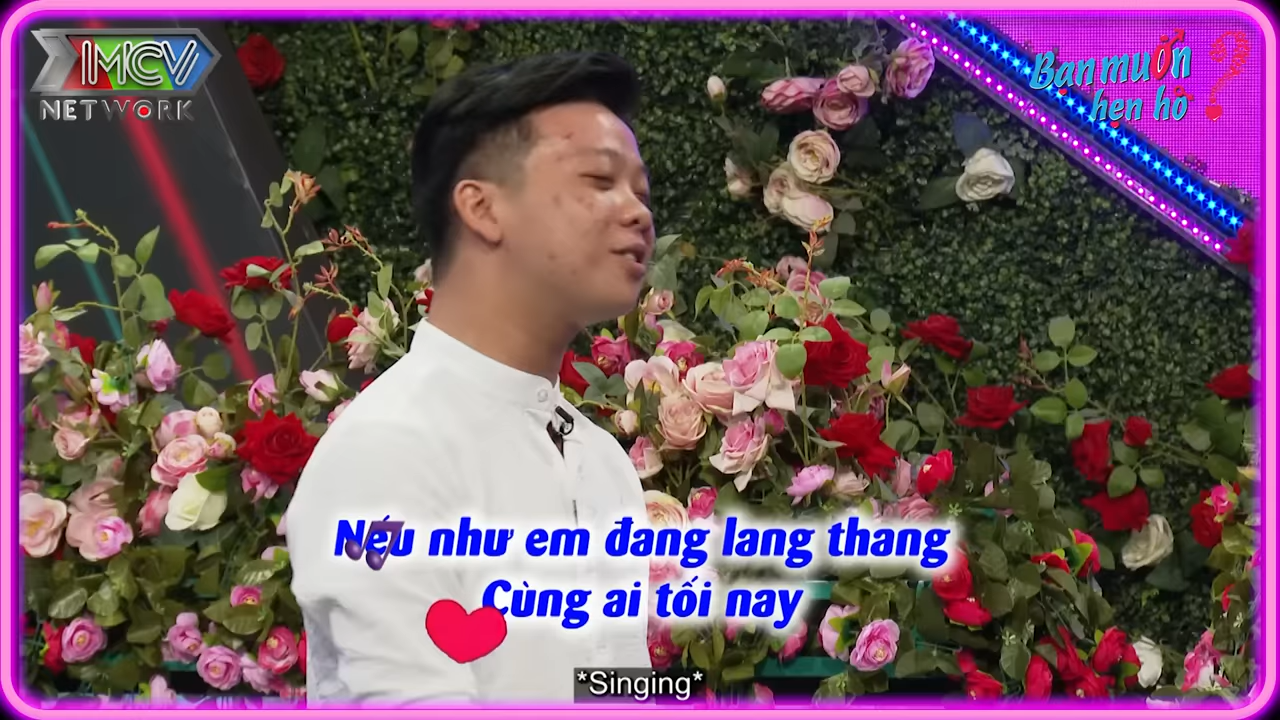 MCV
NETWORK
Bạn muốn
hẹn hò ?
Nếu như em đang lang thang
Cùng ai tối nay
*Singing*